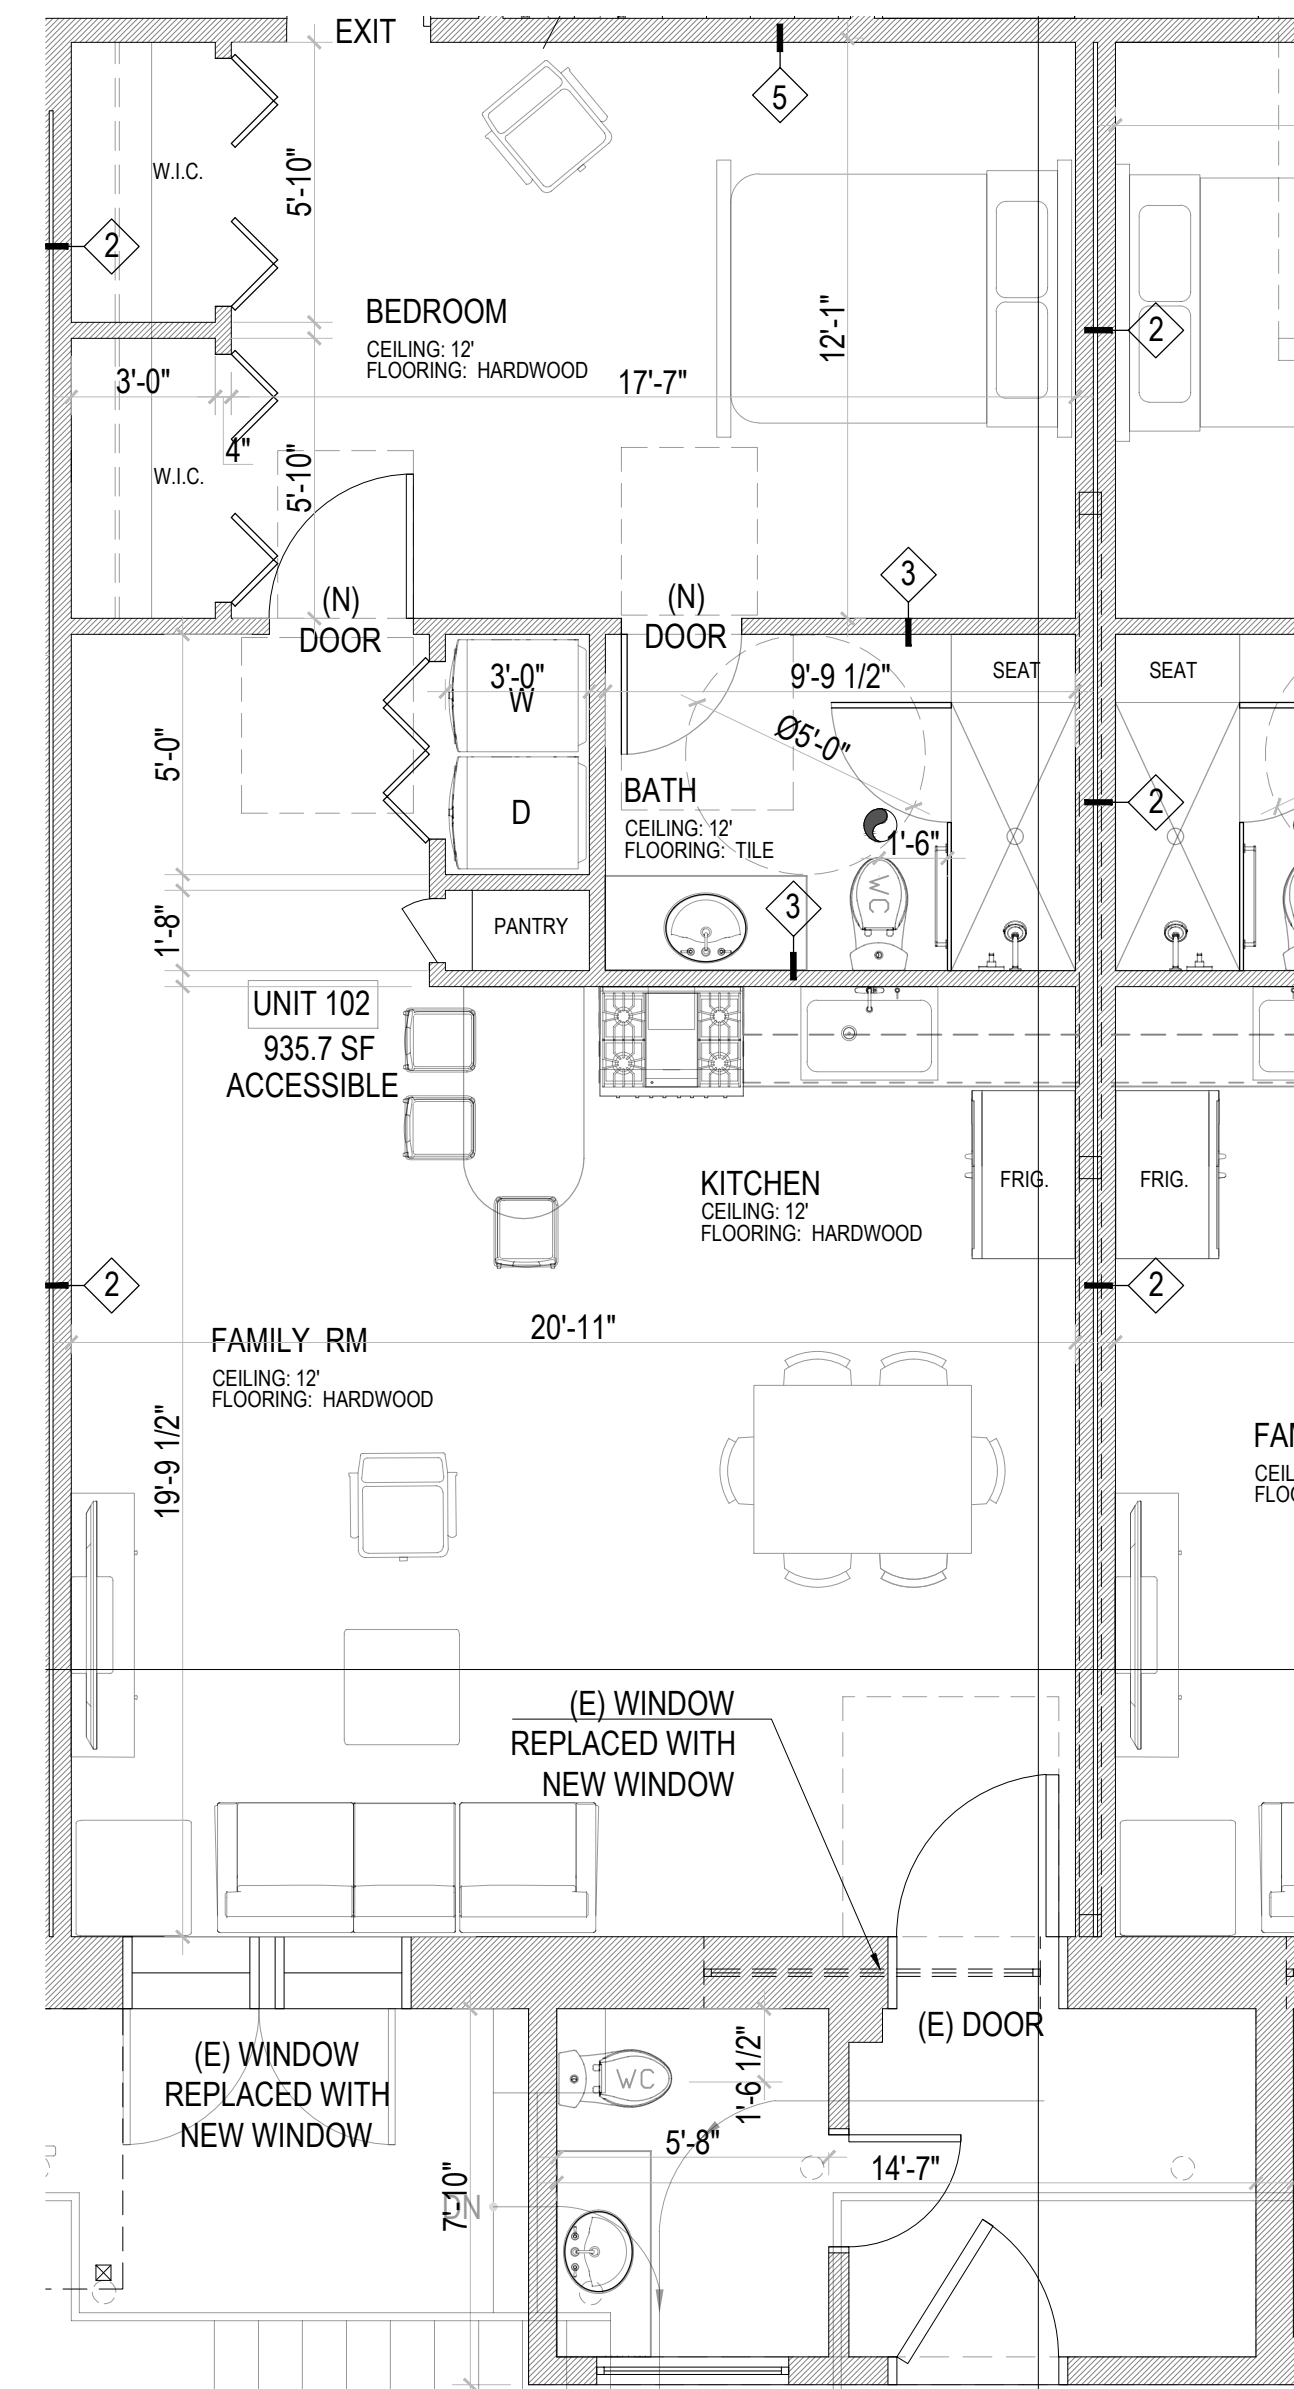 EXIT
5
W.I.C.
5'-10"
2
BEDROOM
CEILING: 12'
FLOORING: HARDWOOD
12'-1"
2
3'-0"
17'-7"
4"
W.I.C.
5'-10"
3
(N)
DOOR
(N)
DOOR
3'-0"
W
9'-9 1/2"
SEAT
SEAT
5'-0"
Ø5'-0"
BATH
CEILING: 12'
FLOORING: TILE
D
2
1'-6"
WC
1'-8"
PANTRY
3
UNIT 102
935.7 SF
ACCESSIBLE
KITCHEN
CEILING: 12'
FLOORING: HARDWOOD
FRIG.
FRIG.
2
2
20'-11"
FAMILY RM
CEILING: 12'
FLOORING: HARDWOOD
19'-9 1/2"
FAM
CEIL
FLOO
(E) WINDOW
REPLACED WITH
NEW WINDOW
(E) DOOR
(E) WINDOW
REPLACED WITH
NEW WINDOW
WC
1'-6 1/2"
5'-8"
14'-7"
7'-10"
DN